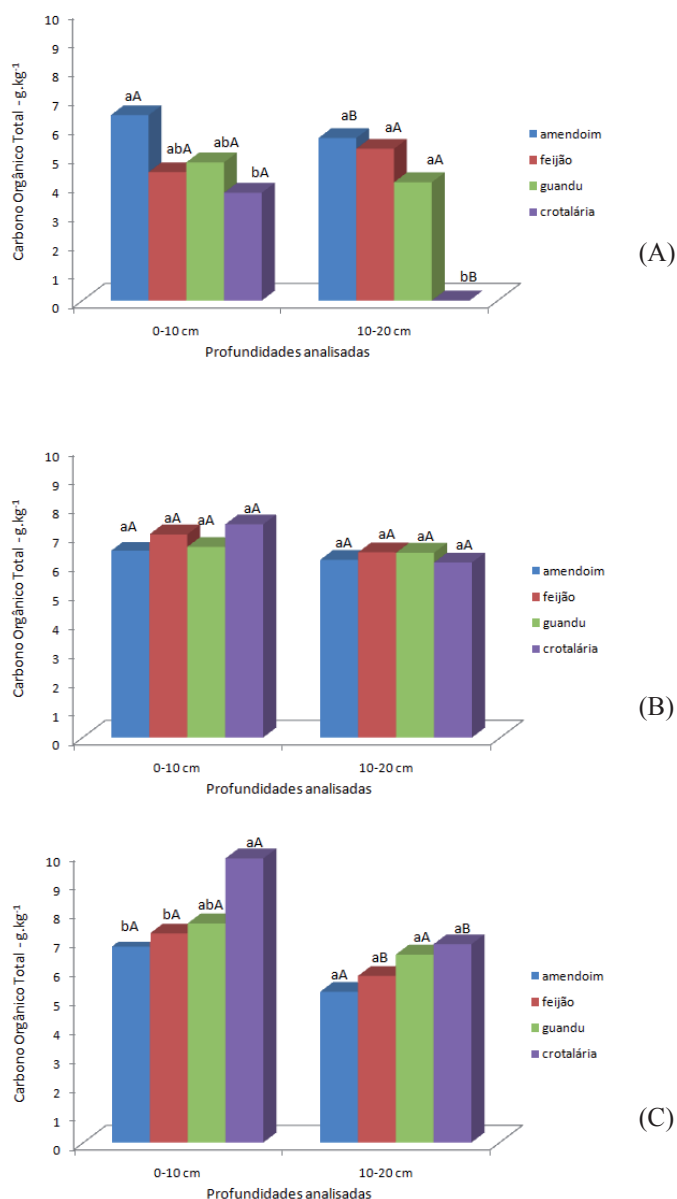 10
9
8
7
6
5
4
3
2
1
0
Carbono Orgânico Total - g.kg⁻¹
aA
abA
abA
bA
aB
aA
aA
bB
0-10 cm
10-20 cm
Profundidades analisadas
amendoim
feijão
guandu
crotalária
(A)
10
9
8
7
6
5
4
3
2
1
0
Carbono Orgânico Total - g.kg⁻¹
aA
aA
aA
aA
aA
aA
aA
aA
0-10 cm
10-20 cm
Profundidades analisadas
amendoim
feijão
guandu
crotalária
(B)
10
9
8
7
6
5
4
3
2
1
0
Carbono Orgânico Total - g.kg⁻¹
bA
bA
abA
aA
aA
aB
aA
aB
0-10 cm
10-20 cm
Profundidades analisadas
amendoim
feijão
guandu
crotalária
(C)